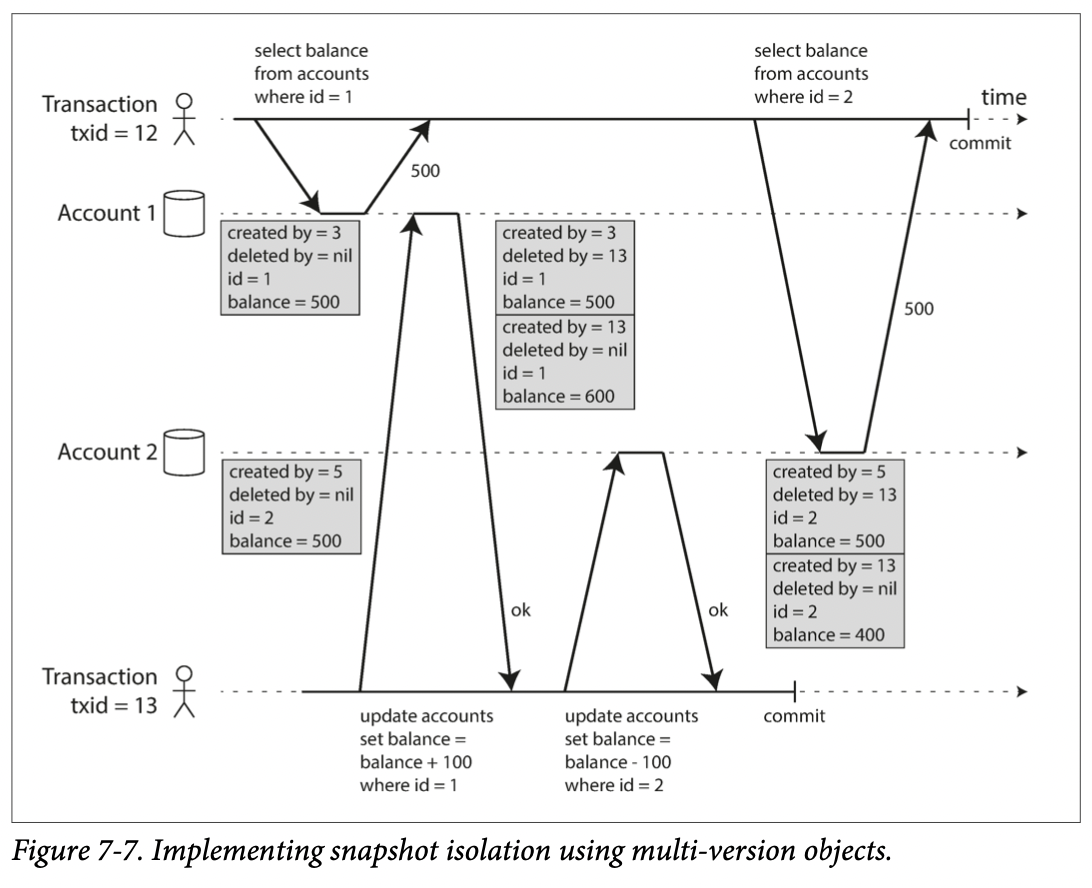 select balance
from accounts
where id = 1
select balance
from accounts
where id = 2
time
Transaction
txid = 12
commit
500
Account 1
created by = 3
deleted by = nil
id = 1
balance = 500
created by = 3
deleted by = 13
id = 1
balance = 500
created by = 13
deleted by = nil
id = 1
balance = 600
500
Account 2
created by = 5
deleted by = nil
id = 2
balance = 500
created by = 5
deleted by = 13
id = 2
balance = 500
created by = 13
deleted by = nil
id = 2
balance = 400
ok
ok
Transaction
txid = 13
update accounts
set balance =
balance + 100
where id = 1
update accounts
set balance =
balance - 100
where id = 2
commit
Figure 7-7. Implementing snapshot isolation using multi-version objects.